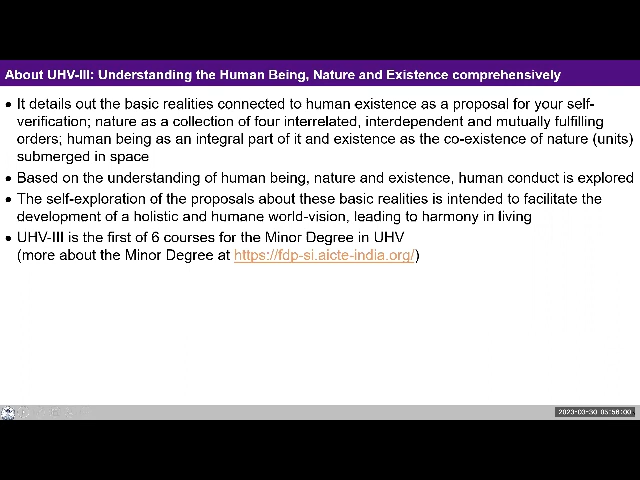 About UHV-III: Understanding the Human Being, Nature and Existence comprehensively
• It details out the basic realities connected to human existence as a proposal for your self-
verification; nature as a collection of four interrelated, interdependent and mutually fulfilling
orders; human being as an integral part of it and existence as the co-existence of nature (units)
submerged in space
• Based on the understanding of human being, nature and existence, human conduct is explored
• The self-exploration of the proposals about these basic realities is intended to facilitate the
development of a holistic and humane world-vision, leading to harmony in living
• UHV-III is the first of 6 courses for the Minor Degree in UHV
(more about the Minor Degree at https://fdp-si.aicte-india.org/)
2023-03-30 05:56:00